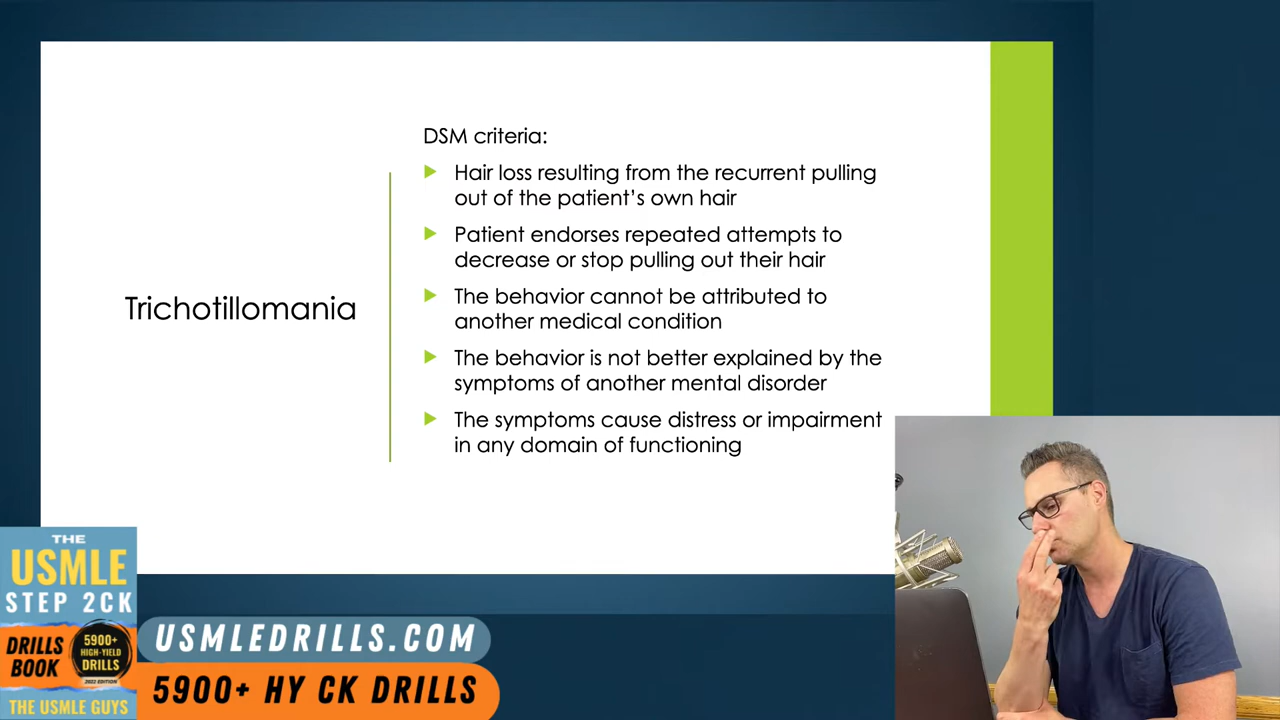 DSM criteria:
Hair loss resulting from the recurrent pulling
out of the patient's own hair
Patient endorses repeated attempts to
decrease or stop pulling out their hair
The behavior cannot be attributed to
another medical condition
Trichotillomania
The behavior is not better explained by the
symptoms of another mental disorder
The symptoms cause distress or impairment
in any domain of functioning
THE
USMLE
STEP 2CK
DRILLS
BOOK
5900+
HIGH-YIELD
DRILLS
2022 EDITION
THE USMLE GUYS
USMLEDRILLS.COM
5900+ HY CK DRILLS